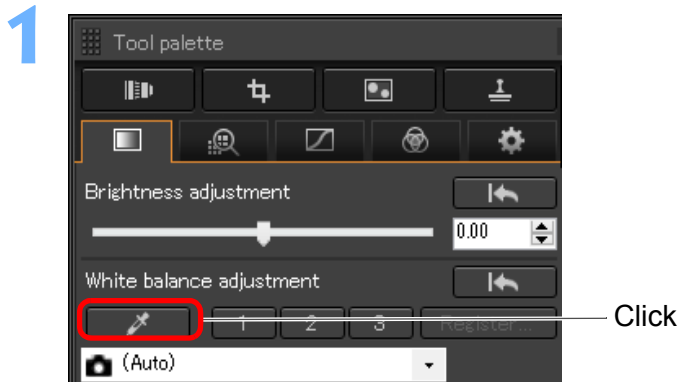 1
Tool palette
Brightness adjustment
0.00
White balance adjustment
1 2 3 Register...
Click
(Auto)